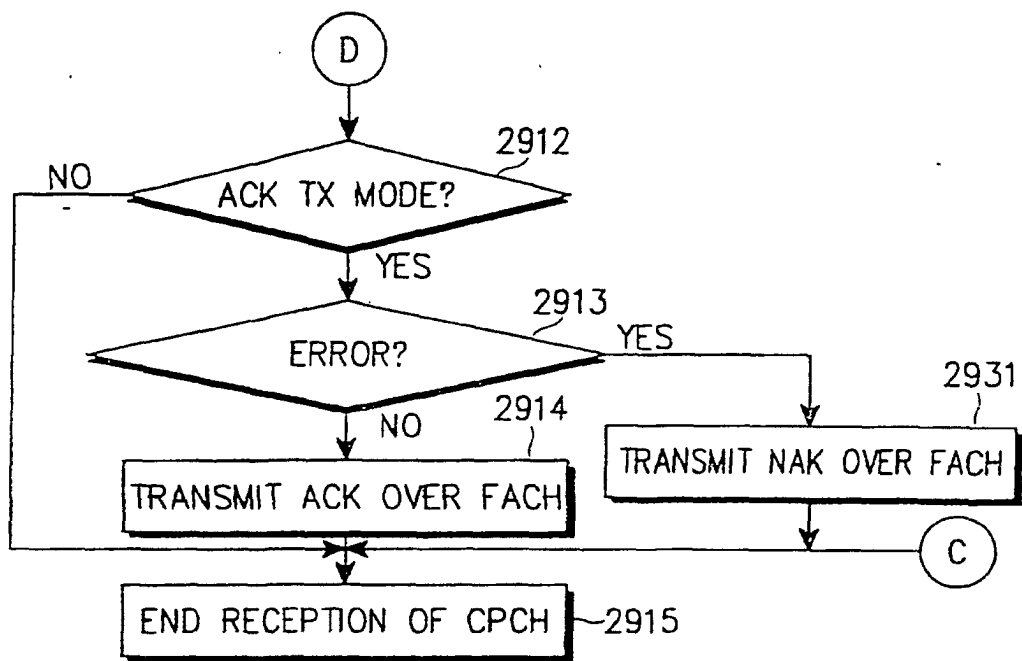 D
2912
NO
ACK TX MODE?
YES
2913
ERROR?
YES
2914
NO
2931
TRANSMIT ACK OVER FACH
TRANSMIT NAK OVER FACH
C
END RECEPTION OF CPCH
2915